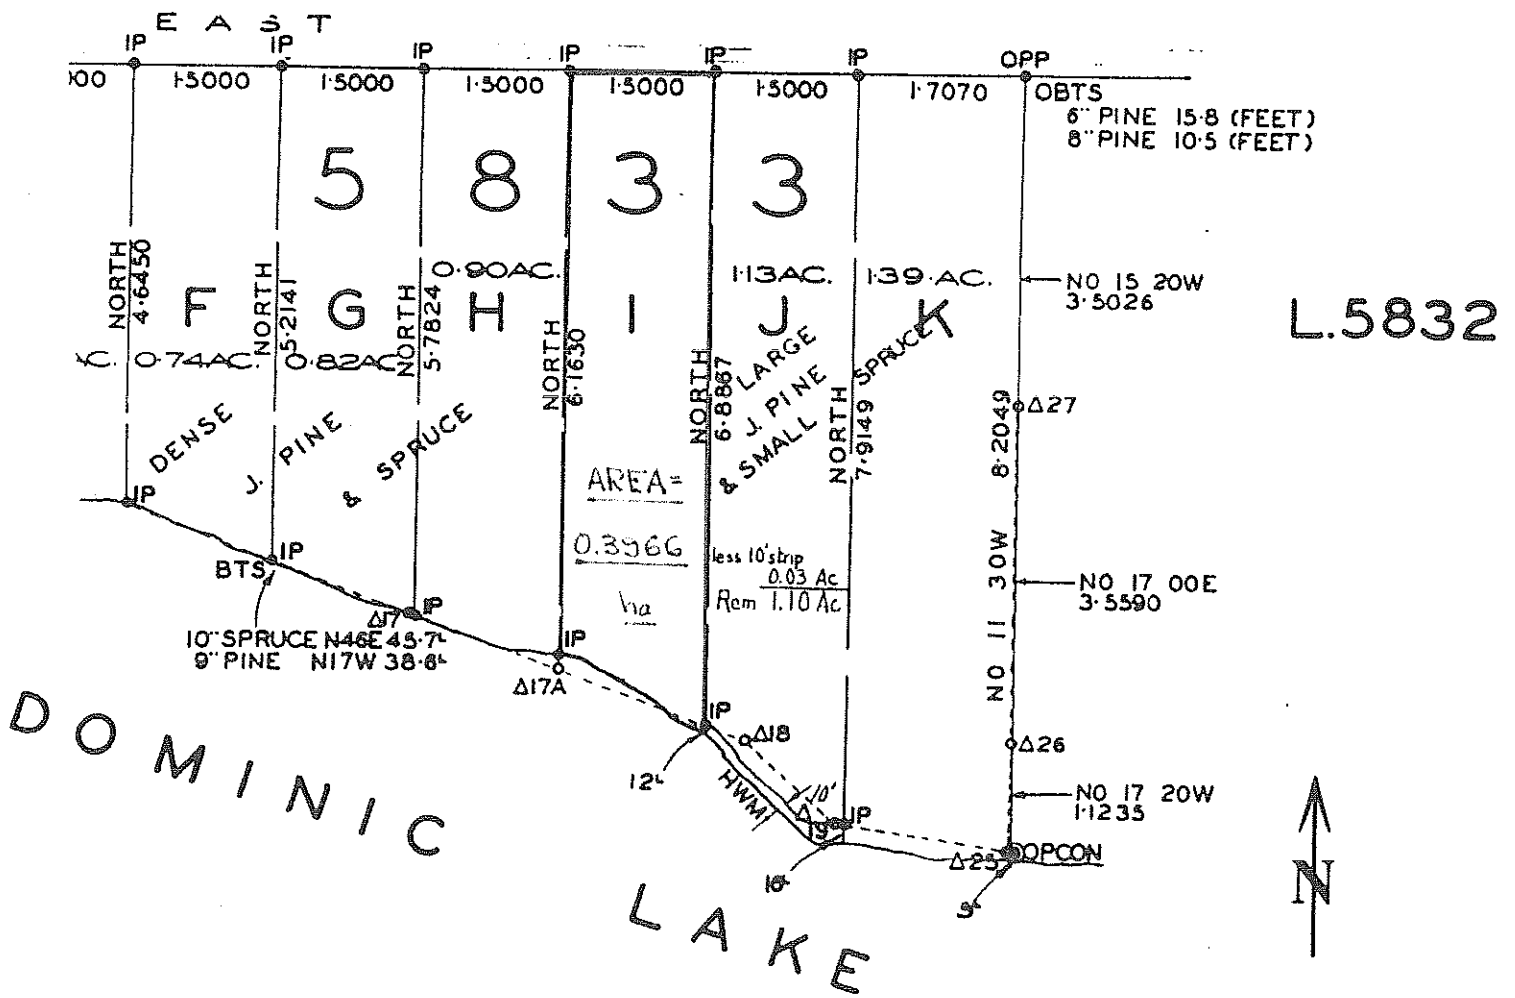 EAST
IP IP IP IP IP IP OPP
00 1·5000 1·5000 1·5000 1·5000 1·5000 1·7070 OBTS
6" PINE 15·8 (FEET)
8" PINE 10·5 (FEET)
5 8 3 3
0·90AC. 1·13AC. 1·39·AC.
NO 15 20W
3·5026
F G H I J K
L.5832
C. 0·74AC. 0·82AC
NORTH
4·6450
NORTH
5·2141
NORTH
5·7824
NORTH
6·1630
NORTH
6·8867
NORTH
7·9149
8·2049
NO 11 30W
Δ27
DENSE
J. PINE
& SPRUCE
LARGE
J. PINE
& SMALL SPRUCE
AREA=
0.3966
ha
less 10' strip
0.03 Ac
Rem 1.10 Ac
NO 17 00E
3·5590
IP
IP
BTS
IP
Δ17
10" SPRUCE N46E 45·7ᴸ
9" PINE N17W 38·6ᴸ
IP
Δ17A
IP
Δ18
Δ26
12ᴸ
HWM
10'
NO 17 20W
1·1235
Δ19
IP
Δ25
OPCON
DOMINIC
LAKE
N